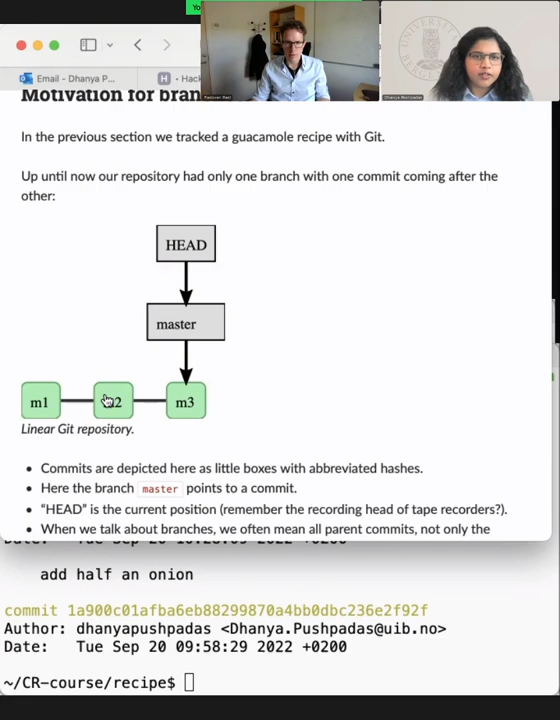 Yo
Email - Dhanya P...
H • Hack
Motivation for bran
In the previous section we tracked a guacamole recipe with Git.
Up until now our repository had only one branch with one commit coming after the
other:
HEAD
master
m1
m3
Linear Git repository.
• Commits are depicted here as little boxes with abbreviated hashes.
• Here the branch master points to a commit.
• “HEAD” is the current position (remember the recording head of tape recorders?).
• When we talk about branches, we often mean all parent commits, not only the
add half an onion
commit 1a900c01afba6eb88299870a4bb0dbc236e2f92f
Author: dhanyapushpadas <Dhanya.Pushpadas@uib.no>
Date: Tue Sep 20 09:58:29 2022 +0200
~/CR-course/recipe$